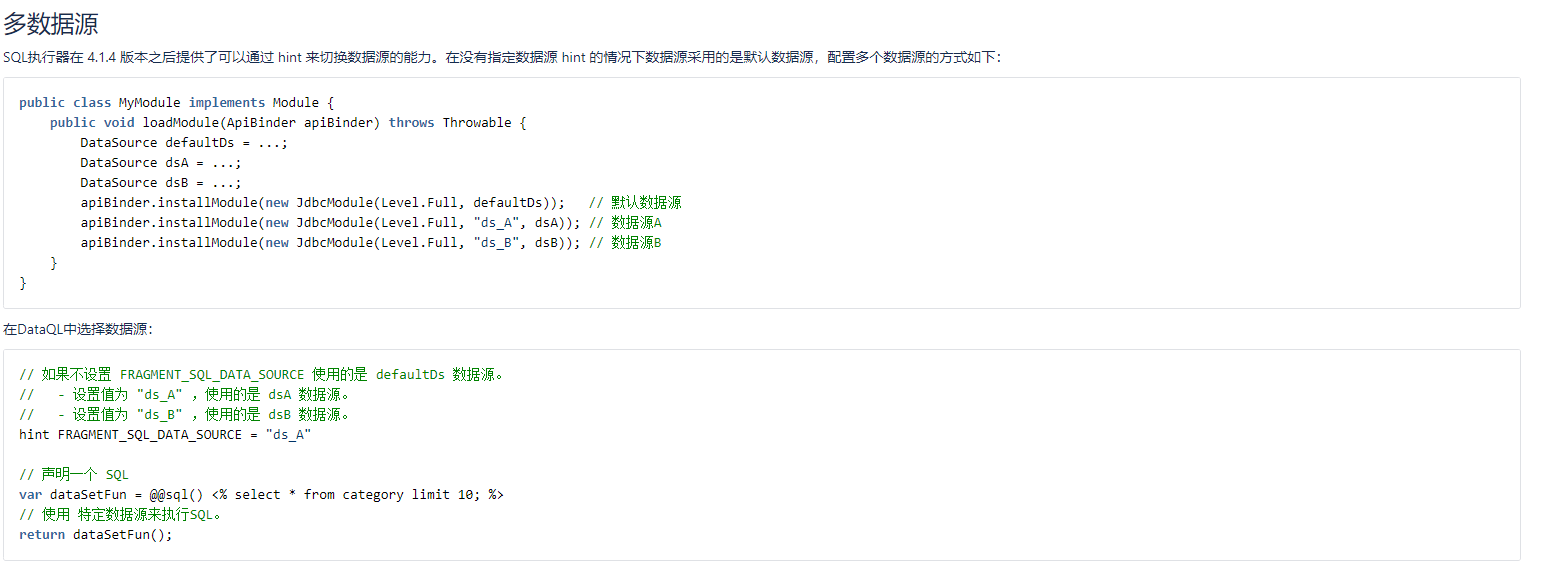 多数据源
SQL执行器在 4.1.4 版本之后提供了可以通过 hint 来切换数据源的能力。在没有指定数据源 hint 的情况下数据源采用的是默认数据源，配置多个数据源的方式如下：
public class MyModule implements Module {
    public void loadModule(ApiBinder apiBinder) throws Throwable {
        DataSource defaultDs = ...;
        DataSource dsA = ...;
        DataSource dsB = ...;
        apiBinder.installModule(new JdbcModule(Level.Full, defaultDs));   // 默认数据源
        apiBinder.installModule(new JdbcModule(Level.Full, "ds_A", dsA)); // 数据源A
        apiBinder.installModule(new JdbcModule(Level.Full, "ds_B", dsB)); // 数据源B
    }
}
在DataQL中选择数据源：
// 如果不设置 FRAGMENT_SQL_DATA_SOURCE 使用的是 defaultDs 数据源。
//   - 设置值为 "ds_A" ，使用的是 dsA 数据源。
//   - 设置值为 "ds_B" ，使用的是 dsB 数据源。
hint FRAGMENT_SQL_DATA_SOURCE = "ds_A"
// 声明一个 SQL
var dataSetFun = @@sql() <% select * from category limit 10; %>
// 使用 特定数据源来执行SQL。
return dataSetFun();